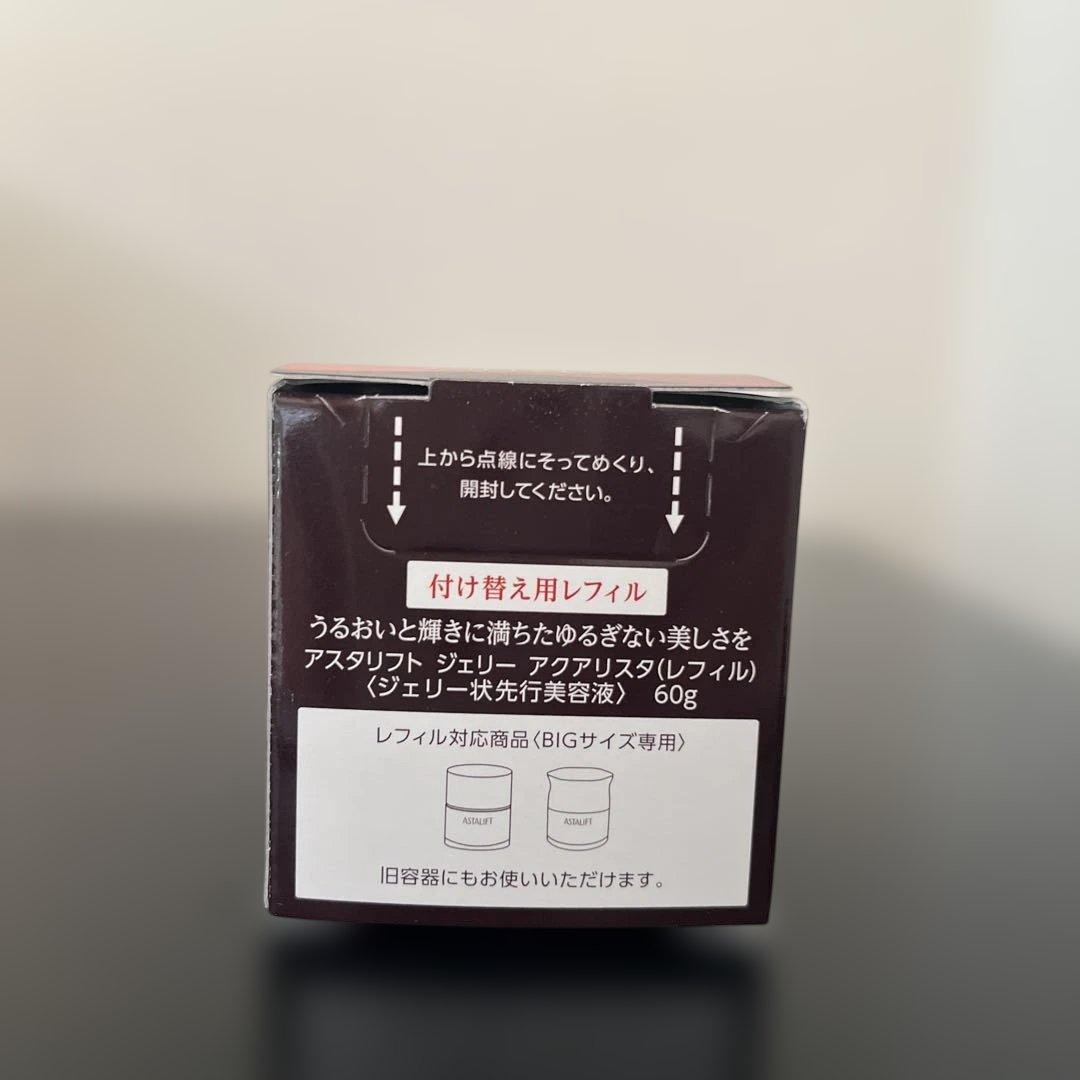 上から点線にそってめくり、
開封してください。
付け替え用レフィル
うるおいと輝きに満ちたゆるぎない美しさを
アスタリフト ジェリー アクアリスタ(レフィル)
〈ジェリー状先行美容液〉 60g
レフィル対応商品〈BIGサイズ専用〉
ASTALIFT ASTALIFT
旧容器にもお使いいただけます。